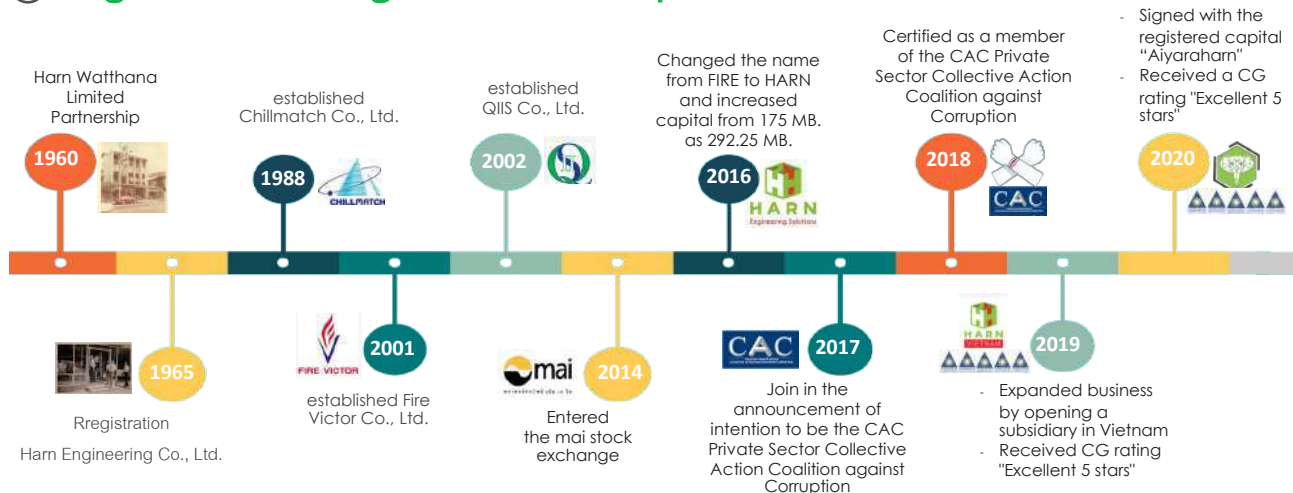 Harn Watthana
Limited
Partnership
1960
Rregistration
Harn Engineering Co., Ltd.
1965
established
Chillmatch Co., Ltd.
1988
CHILLMATCH
FIRE VICTOR
2001
established Fire
Victor Co., Ltd.
established
QIIS Co., Ltd.
2002
mai
2014
Entered
the mai stock
exchange
Changed the name
from FIRE to HARN
and increased
capital from 175 MB.
as 292.25 MB.
2016
HARN
Engineering Solutions
CAC
2017
Join in the
announcement of
intention to be the CAC
Private Sector Collective
Action Coalition against
Corruption
Certified as a member
of the CAC Private
Sector Collective Action
Coalition against
Corruption
2018
CAC
HARN
VIETNAM
2019
- Expanded business
by opening a
subsidiary in Vietnam
- Received CG rating
"Excellent 5 stars"
- Signed with the
registered capital
“Aiyaraharn"
- Received a CG
rating "Excellent 5
stars"
2020